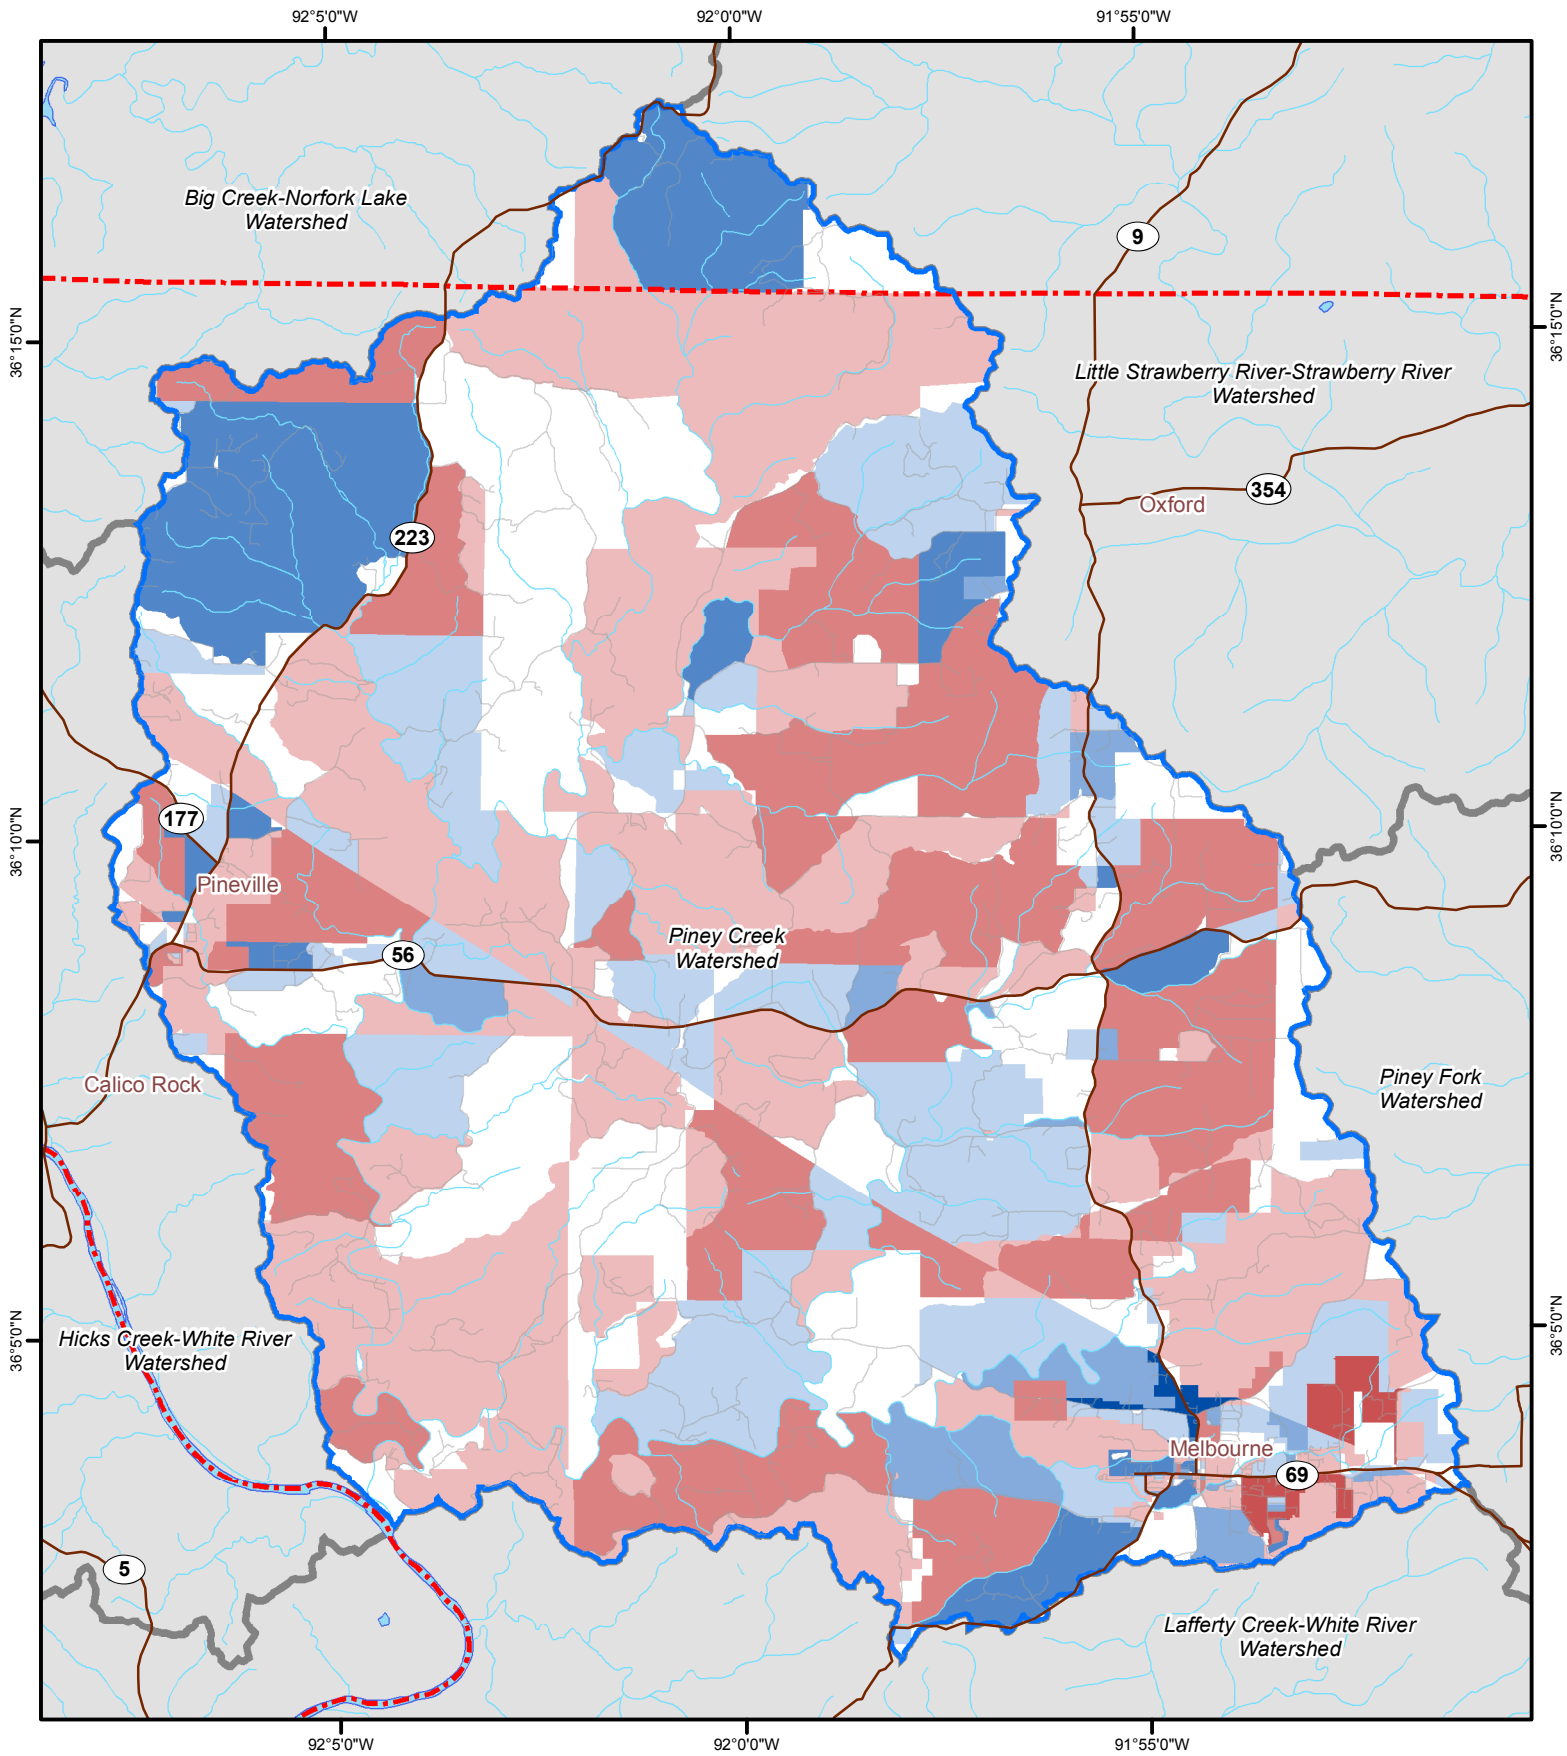 92°5'0"W
92°0'0"W
91°55'0"W
Big Creek-Norfork Lake
Watershed
9
36°15'0"N
36°15'0"N
Little Strawberry River-Strawberry River
Watershed
354
Oxford
223
177
36°10'0"N
36°10'0"N
Pineville
Piney Creek
Watershed
56
Calico Rock
Piney Fork
Watershed
Hicks Creek-White River
Watershed
36°5'0"N
36°5'0"N
Melbourne
69
5
Lafferty Creek-White River
Watershed
92°5'0"W
92°0'0"W
91°55'0"W